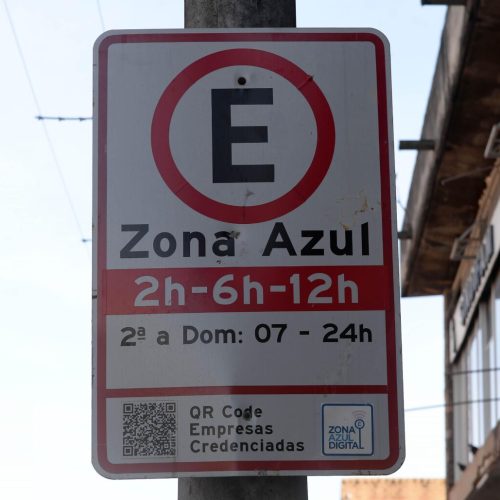 E
Zona Azul
2h-6h-12h
2ª a Dom: 07 - 24h
QR Code
Empresas
Credenciadas
ZONA
AZUL
DIGITAL
E